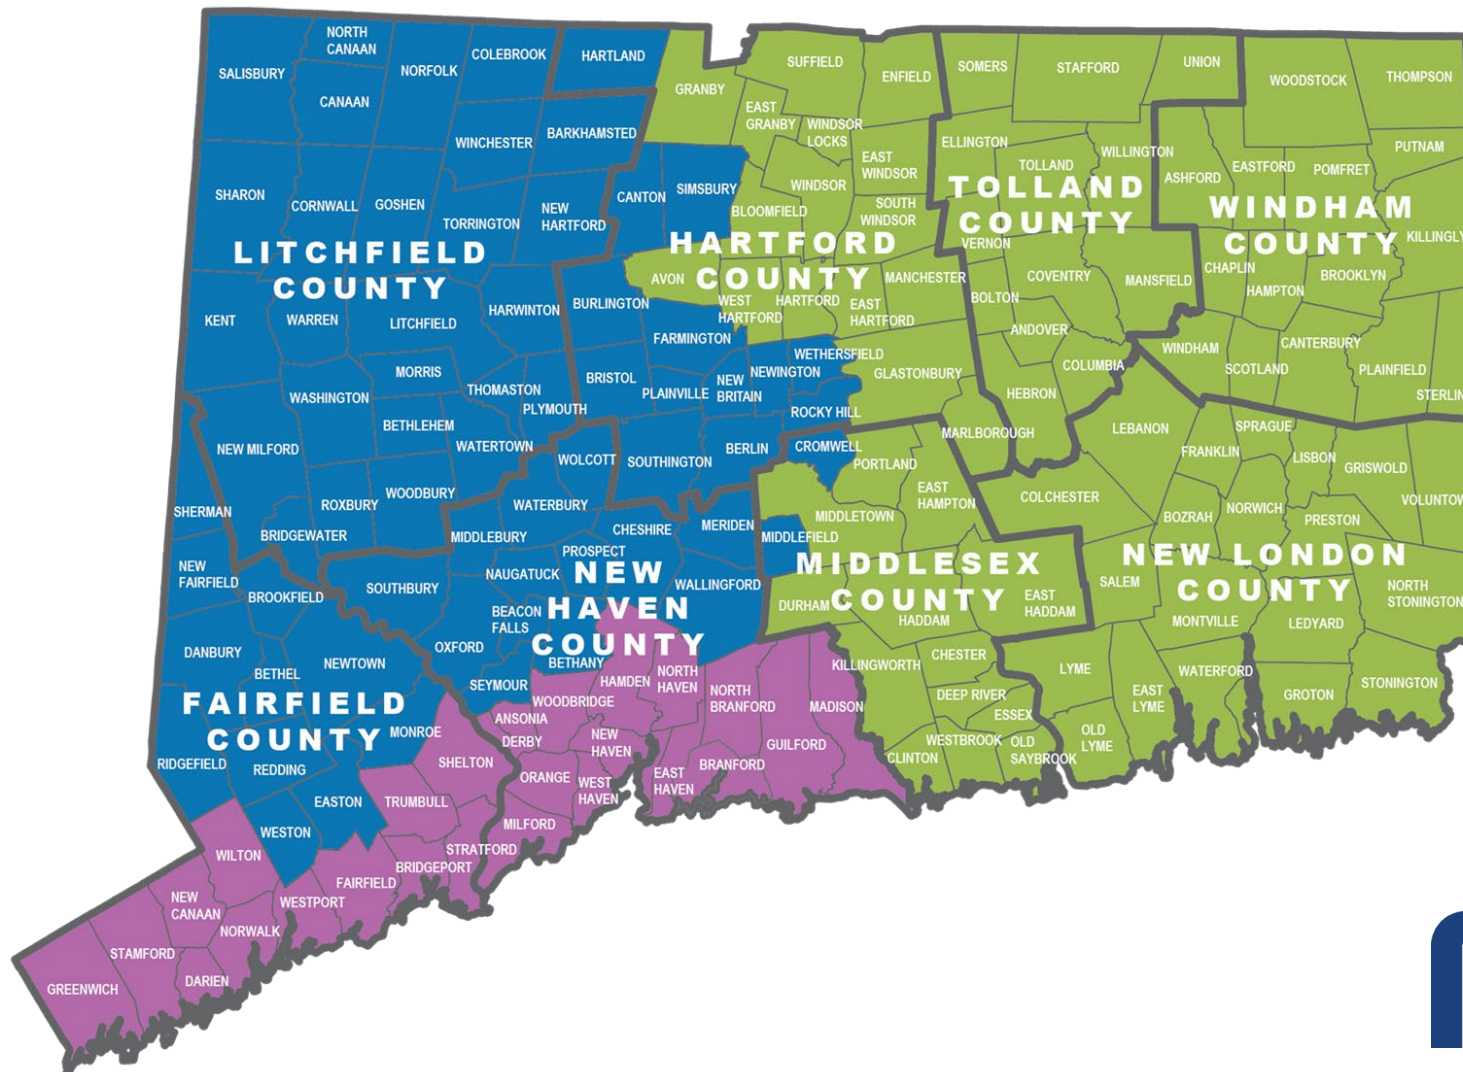 NORTH
CANAAN
SALISBURY
CANAAN
NORFOLK
COLEBROOK
HARTLAND
WINCHESTER
BARKHAMSTED
SHARON
CORNWALL
GOSHEN
TORRINGTON
NEW
HARTFORD
LITCHFIELD
COUNTY
KENT
WARREN
LITCHFIELD
HARWINTON
MORRIS
WASHINGTON
THOMASTON
PLYMOUTH
BETHLEHEM
WATERTOWN
NEW MILFORD
ROXBURY
WOODBURY
BRIDGEWATER
GRANBY
SUFFIELD
ENFIELD
EAST
GRANBY
WINDSOR
LOCKS
EAST
WINDSOR
CANTON
SIMSBURY
WINDSOR
BLOOMFIELD
SOUTH
WINDSOR
HARTFORD
COUNTY
AVON
WEST
HARTFORD
HARTFORD
EAST
HARTFORD
MANCHESTER
BURLINGTON
FARMINGTON
WETHERSFIELD
NEWINGTON
GLASTONBURY
BRISTOL
PLAINVILLE
NEW
BRITAIN
ROCKY HILL
SOUTHINGTON
BERLIN
MARLBOROUGH
SOMERS
STAFFORD
UNION
ELLINGTON
TOLLAND
WILLINGTON
TOLLAND
COUNTY
VERNON
COVENTRY
MANSFIELD
BOLTON
ANDOVER
COLUMBIA
HEBRON
WOODSTOCK
THOMPSON
PUTNAM
ASHFORD
EASTFORD
POMFRET
WINDHAM
COUNTY
KILLINGLY
CHAPLIN
HAMPTON
BROOKLYN
WINDHAM
SCOTLAND
CANTERBURY
PLAINFIELD
STERLIN
SHERMAN
NEW
FAIRFIELD
BROOKFIELD
DANBURY
BETHEL
NEWTOWN
FAIRFIELD
COUNTY
MONROE
RIDGEFIELD
REDDING
SHELTON
EASTON
TRUMBULL
WESTON
WILTON
STRATFORD
BRIDGEPORT
FAIRFIELD
WESTPORT
NEW
CANAAN
NORWALK
STAMFORD
DARIEN
GREENWICH
WOLCOTT
WATERBURY
MIDDLEBURY
CHESHIRE
MERIDEN
PROSPECT
NAUGATUCK
WALLINGFORD
SOUTHBURY
BEACON
FALLS
NEW
HAVEN
COUNTY
OXFORD
BETHANY
SEYMOUR
HAMDEN
NORTH
HAVEN
WOODBRIDGE
NORTH
BRANFORD
MADISON
ANSONIA
DERBY
NEW
HAVEN
GUILFORD
ORANGE
WEST
HAVEN
EAST
HAVEN
BRANFORD
MILFORD
CROMWELL
PORTLAND
EAST
HAMPTON
MIDDLETOWN
MIDDLEFIELD
MIDDLESEX
COUNTY
DURHAM
HADDAM
EAST
HADDAM
KILLINGWORTH
CHESTER
DEEP RIVER
ESSEX
WESTBROOK
OLD
SAYBROOK
CLINTON
LEBANON
SPRAGUE
FRANKLIN
LISBON
GRISWOLD
COLCHESTER
VOLUNTOW
BOZRAH
NORWICH
PRESTON
NEW LONDON
COUNTY
SALEM
NORTH
STONINGTON
MONTVILLE
LEDYARD
LYME
WATERFORD
EAST
LYME
GROTON
STONINGTON
OLD
LYME